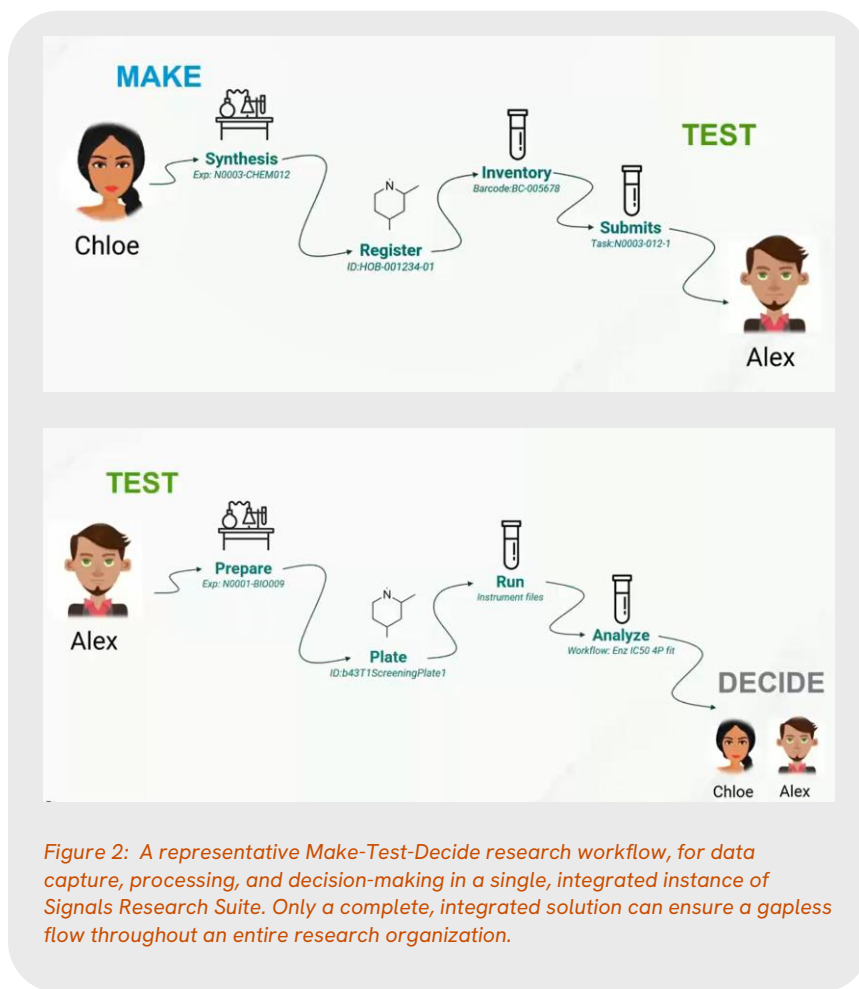 MAKE
Chloe
Synthesis
Exp: N0003-CHEM012
N
Register
ID:HOB-001234-01
Inventory
Barcode:BC-005678
Submits
Task:N0003-012-1
TEST
Alex
TEST
Alex
Prepare
Exp: N0001-BIO009
N
Plate
ID:b43T1ScreeningPlate1
Run
Instrument files
Analyze
Workflow: Enz IC50 4P fit
DECIDE
Chloe Alex
Figure 2:  A representative Make-Test-Decide research workflow, for data
capture, processing, and decision-making in a single, integrated instance of
Signals Research Suite. Only a complete, integrated solution can ensure a gapless
flow throughout an entire research organization.